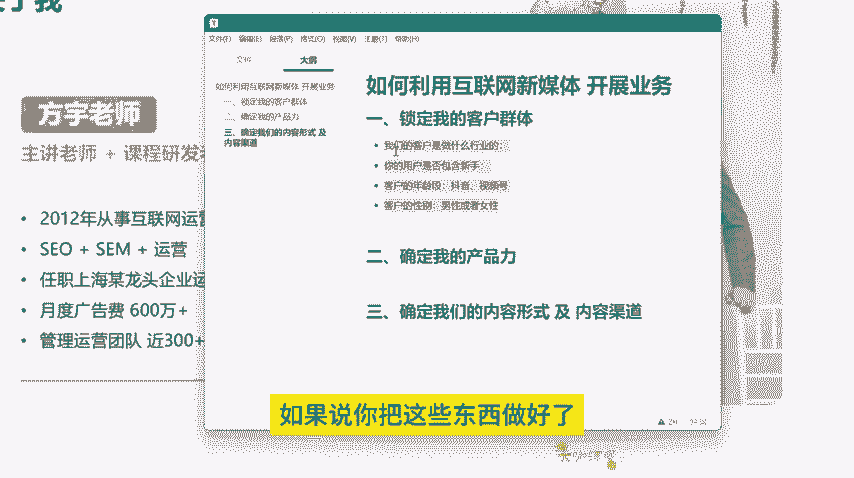 方宇老师
主讲老师 + 课程研发
• 2012年从事互联网运营
• SEO + SEM + 运营
• 任职上海某龙头企业运
• 月度广告费 600万+
• 管理运营团队 近300+
文件(F) 编辑(E) 段落(P) 格式(O) 视图(V) 主题(T) 帮助(H)
文件 大纲
如何利用互联网新媒体 开展业务
一、锁定我的客户群体
二、确定我的产品力
三、确定我们的内容形式 及
内容渠道
如何利用互联网新媒体 开展业务
一、锁定我的客户群体
• 我们的客户是做什么行业的;
• 你的用户是否包含新手
• 客户的年龄段:抖音、视频号
• 客户的性别:男性或者女性
二、确定我的产品力
三、确定我们的内容形式 及 内容渠道
如果说你把这些东西做好了